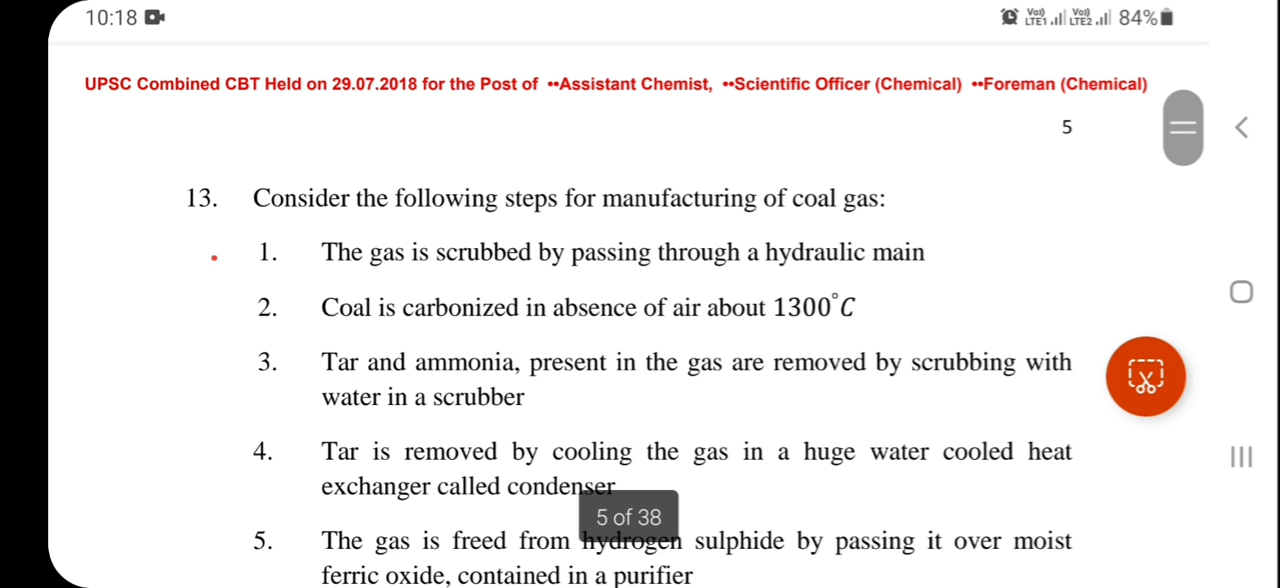 10:18
Vo)) LTE1 Vo)) LTE2 84%
UPSC Combined CBT Held on 29.07.2018 for the Post of ••Assistant Chemist, ••Scientific Officer (Chemical) ••Foreman (Chemical)
5
13. Consider the following steps for manufacturing of coal gas:
1. The gas is scrubbed by passing through a hydraulic main
2. Coal is carbonized in absence of air about 1300°C
3. Tar and ammonia, present in the gas are removed by scrubbing with
water in a scrubber
4. Tar is removed by cooling the gas in a huge water cooled heat
exchanger called condenser
5 of 38
5. The gas is freed from hydrogen sulphide by passing it over moist
ferric oxide, contained in a purifier